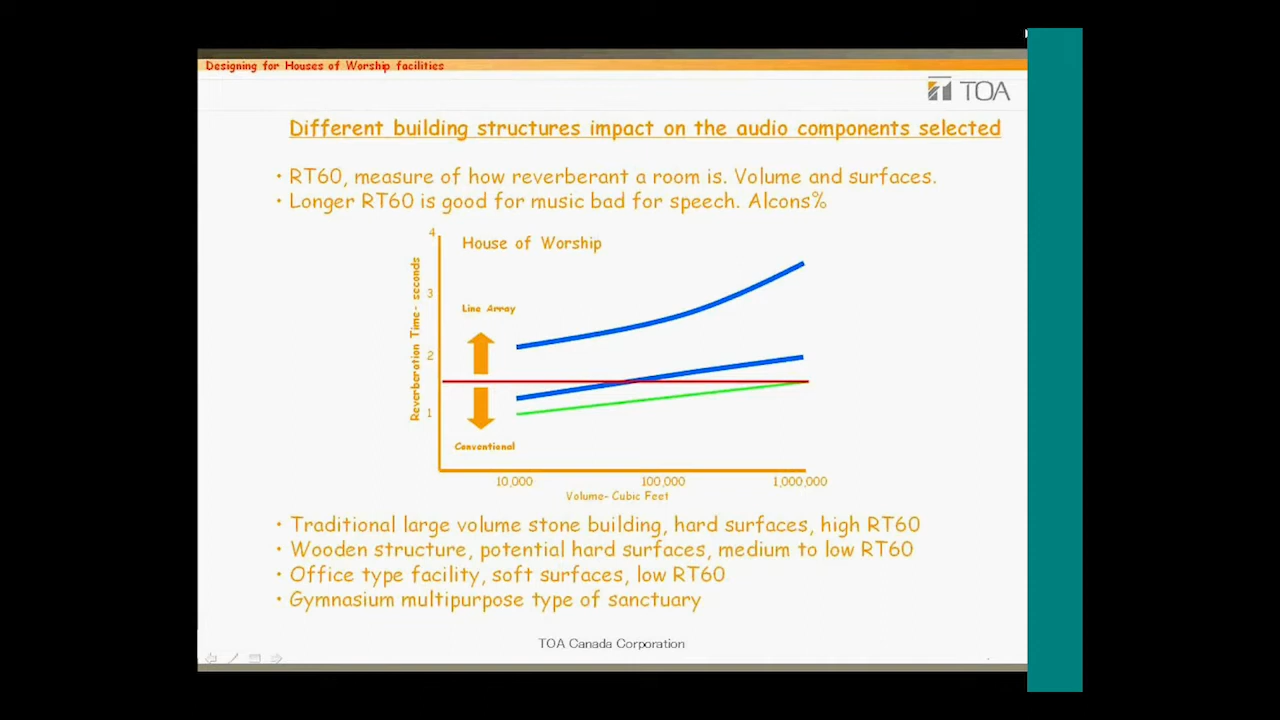 Designing for Houses of Worship facilities
TOA
Different building structures impact on the audio components selected
• RT60, measure of how reverberant a room is. Volume and surfaces.
• Longer RT60 is good for music bad for speech. Alcons%
House of Worship
4
3
2
1
Reverberation Time - seconds
Line Array
Conventional
10,000 100,000 1,000,000
Volume- Cubic Feet
• Traditional large volume stone building, hard surfaces, high RT60
• Wooden structure, potential hard surfaces, medium to low RT60
• Office type facility, soft surfaces, low RT60
• Gymnasium multipurpose type of sanctuary
TOA Canada Corporation